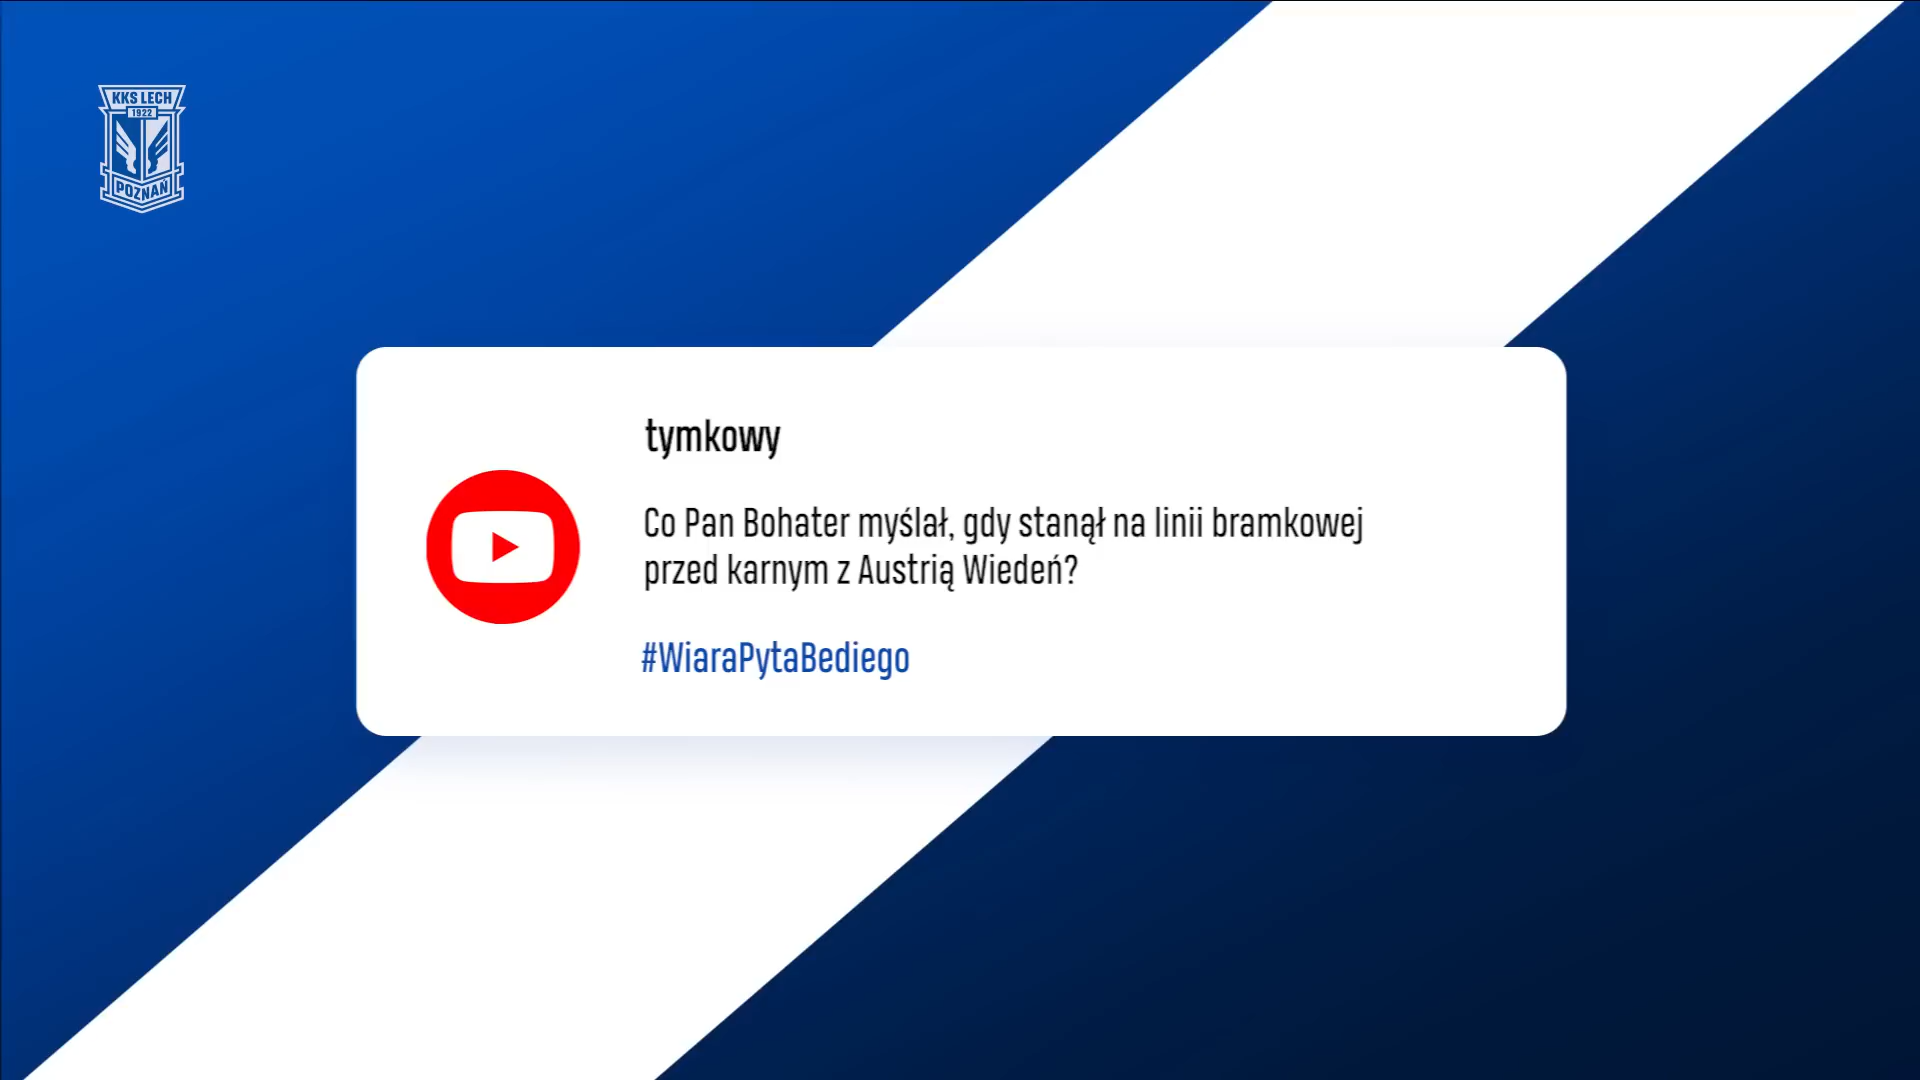 KKS LECH
1922
POZNAŃ
tymkowy
Co Pan Bohater myślał, gdy stanął na linii bramkowej
przed karnym z Austrią Wiedeń?
#WiaraPytaBediego